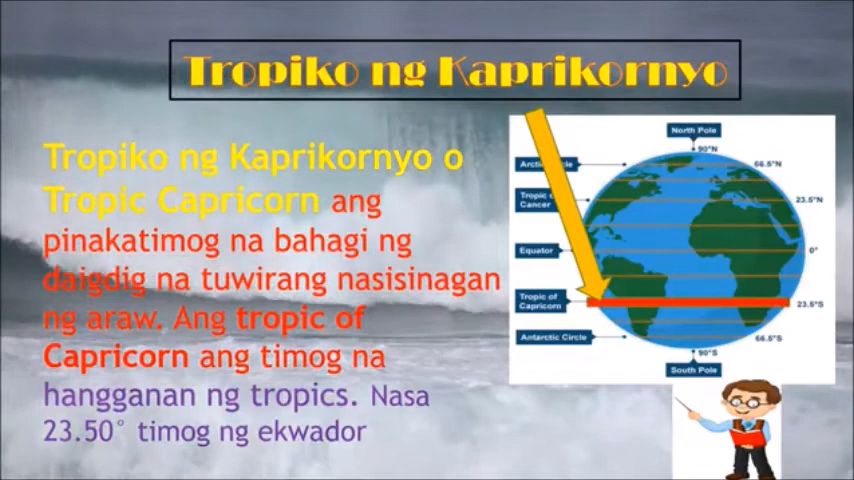 Tropiko ng Kaprikornyo
Tropiko ng Kaprikornyo o
Tropic Capricorn ang
pinakatimog na bahagi ng
daigdig na tuwirang nasisinagan
ng araw. Ang tropic of
Capricorn ang timog na
hangganan ng tropics. Nasa
23.50° timog ng ekwador
North Pole
90°N
66.5°N
Tropic
Cancer
23.5°N
Equator
0°
Tropic of
Capricorn
23.5°S
Antarctic Circle
66.5°S
90°S
South Pole